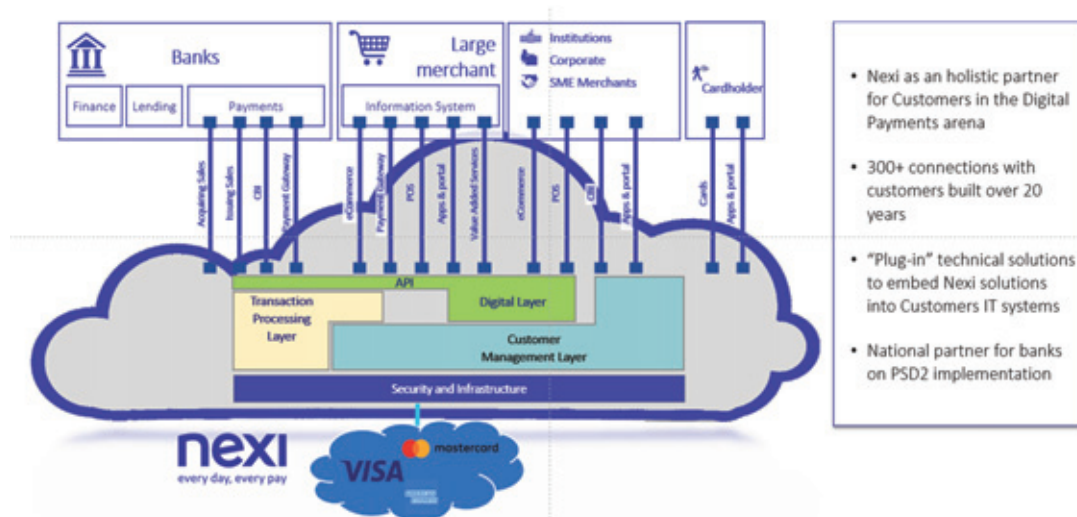 Banks
Finance
Lending
Payments
Large
merchant
Information System
Institutions
Corporate
SME Merchants
Cardholder
Acquiring Sales
Issuing Sales
CBI
Payment Gateway
eCommerce
Payment Gateway
POS
Apps & portal
Value Added Services
eCommerce
POS
CBI
Apps & portal
Cards
Apps & portal
API
Transaction
Processing
Layer
Digital Layer
Customer
Management Layer
Security and Infrastructure
nexi
every day, every pay
mastercard
VISA
• Nexi as an holistic partner
for Customers in the Digital
Payments arena
• 300+ connections with
customers built over 20
years
• “Plug-in” technical solutions
to embed Nexi solutions
into Customers IT systems
• National partner for banks
on PSD2 implementation